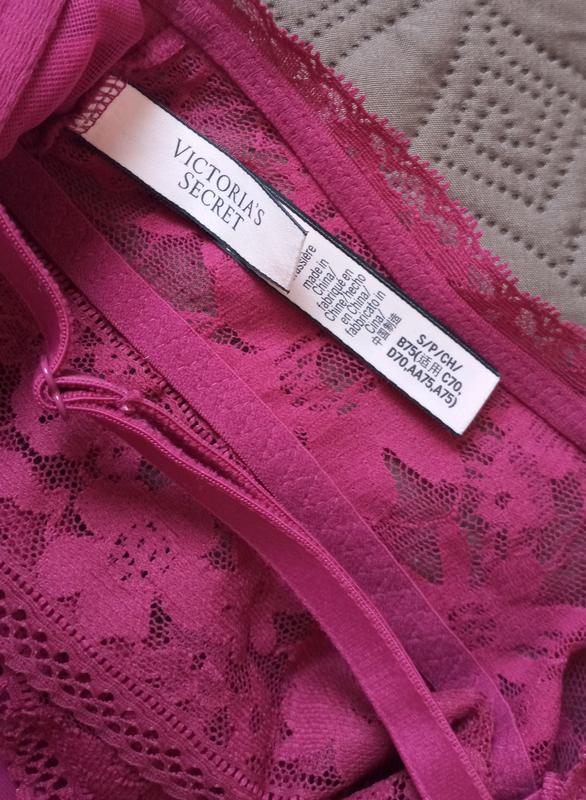 VICTORIA'S
SECRET
made in
China/
fabriqué en
Chine/hecho
en China/
fabbricato in
Cina/
中国制造
S/P/CH/
B75(适用 C70,
D70,AA75,A75)